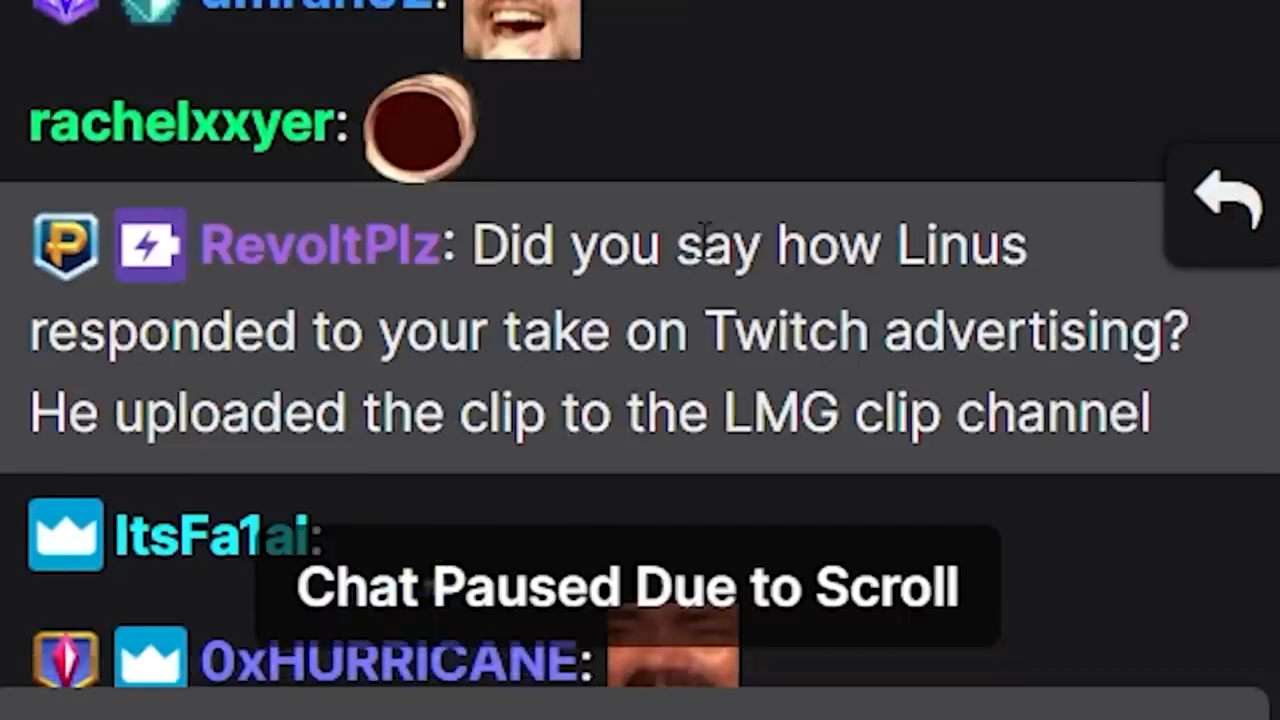 rachelxxyer:
RevoltPlz: Did you say how Linus
responded to your take on Twitch advertising?
He uploaded the clip to the LMG clip channel
ItsFa1ai:
Chat Paused Due to Scroll
0xHURRICANE: